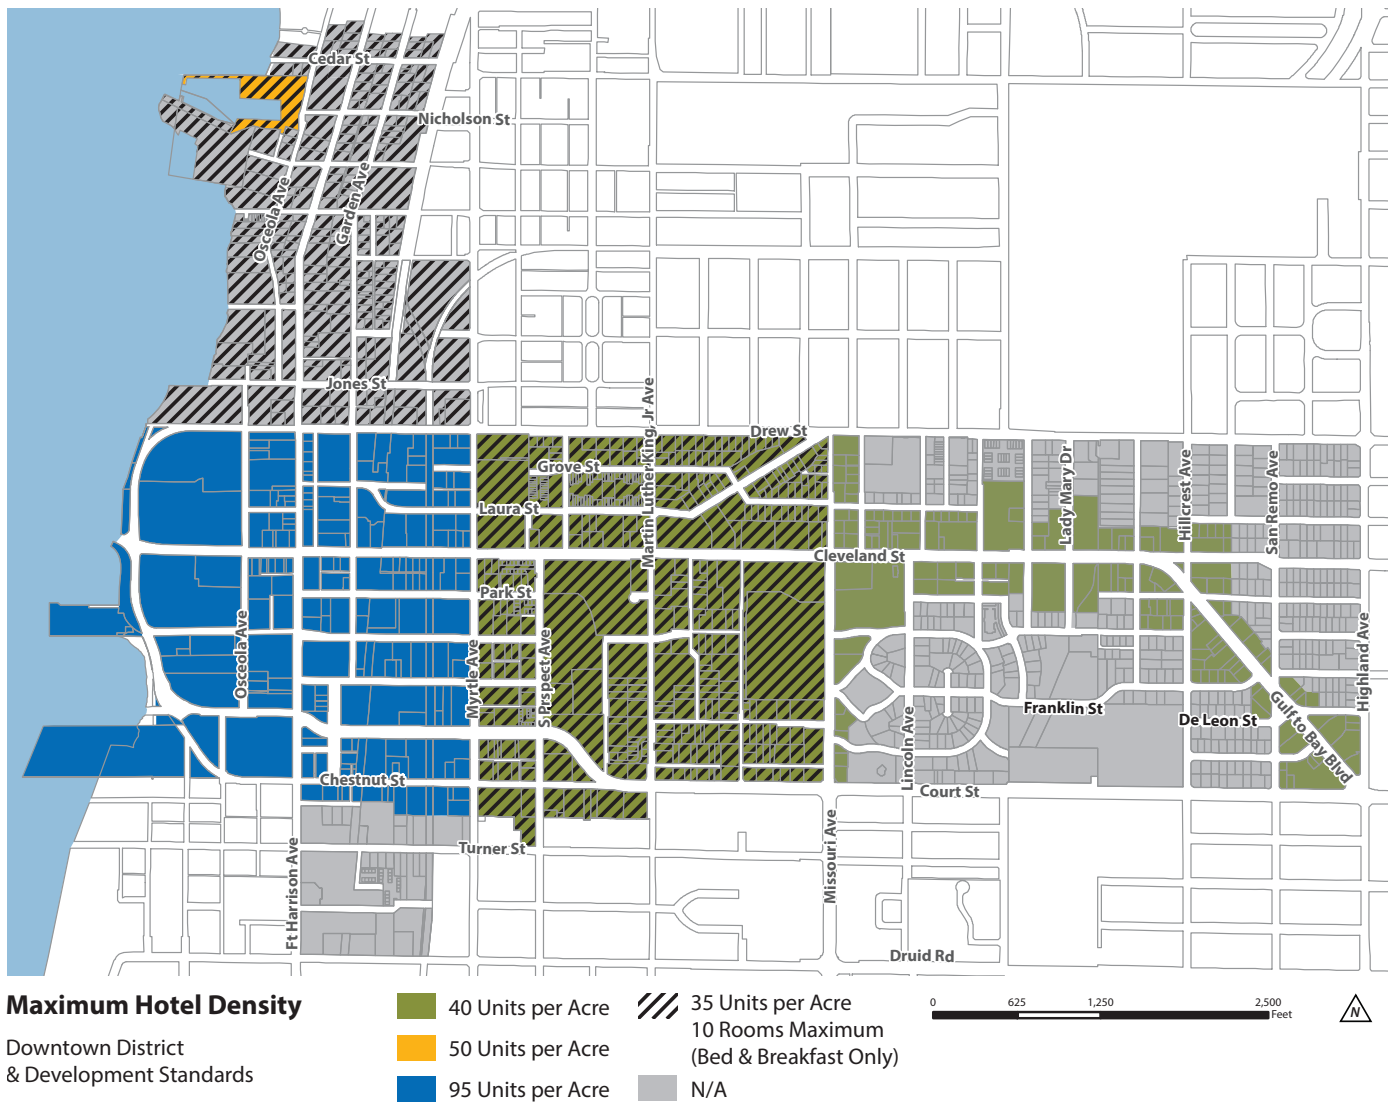 Cedar St
Nicholson St
Osceola Ave
Garden Ave
Jones St
Martin Luther King, Jr Ave
Drew St
Grove St
Laura St
Lady Mary Dr
Hillcrest Ave
San Remo Ave
Cleveland St
Park St
Osceola Ave
Myrtle Ave
S Prspect Ave
Highland Ave
Franklin St
De Leon St
Gulf to Bay Blvd
Lincoln Ave
Chestnut St
Court St
Turner St
Ft Harrison Ave
Missouri Ave
Druid Rd
Maximum Hotel Density
Downtown District
& Development Standards
40 Units per Acre
50 Units per Acre
95 Units per Acre
35 Units per Acre
10 Rooms Maximum
(Bed & Breakfast Only)
N/A
0 625 1,250 2,500
Feet
N